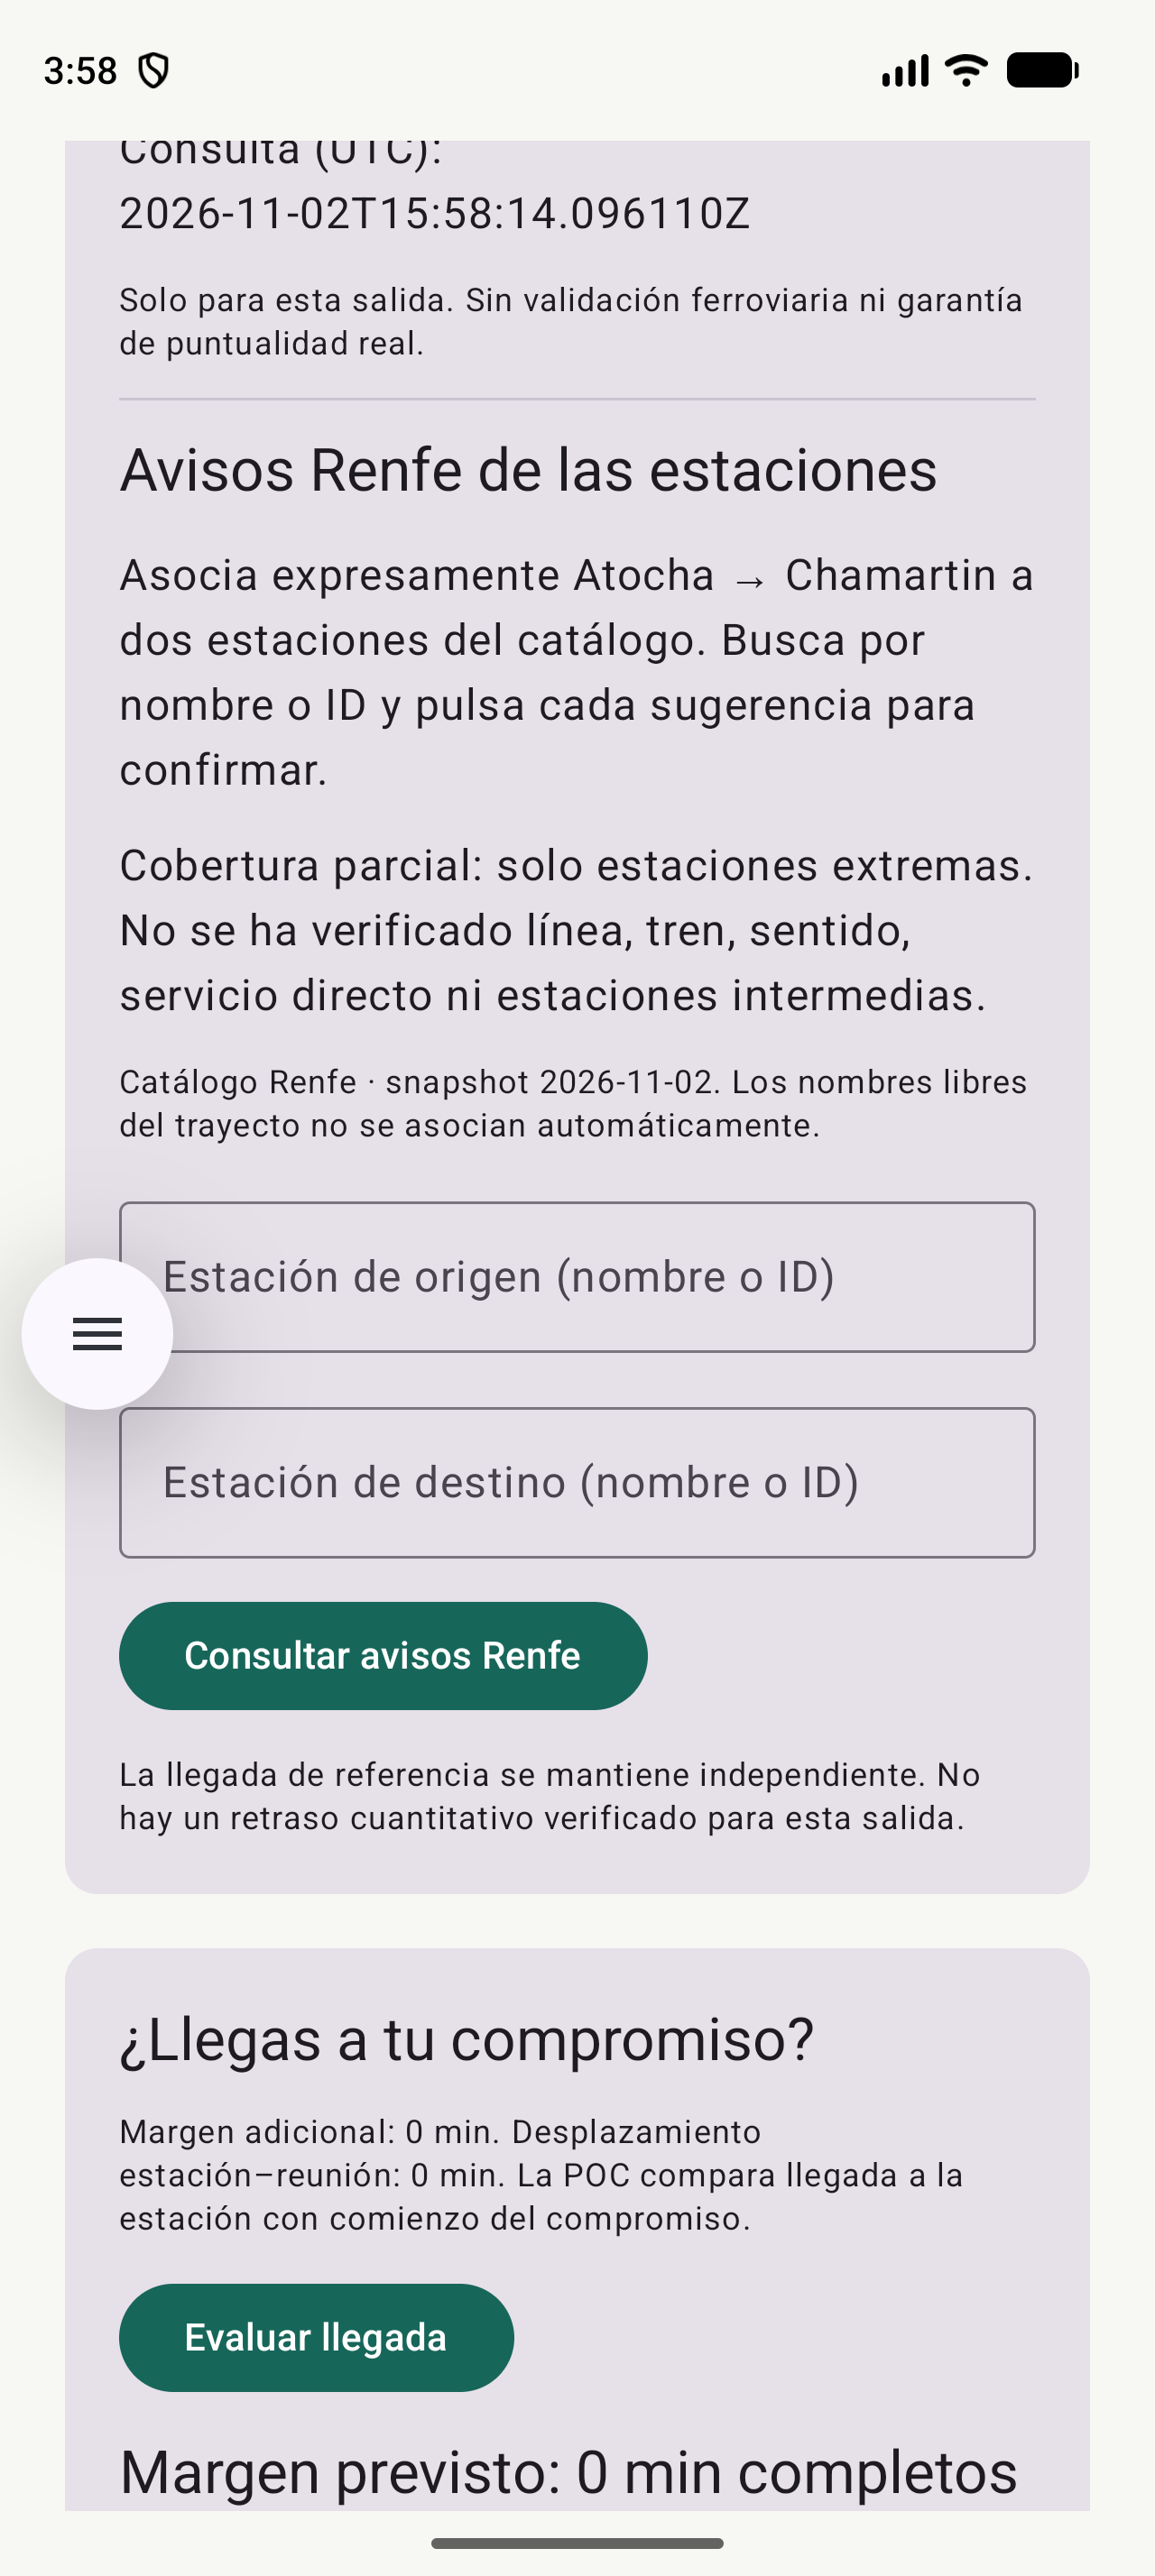 3:58
Consulta (UTC):
2026-11-02T15:58:14.096110Z
Solo para esta salida. Sin validación ferroviaria ni garantía
de puntualidad real.
Avisos Renfe de las estaciones
Asocia expresamente Atocha → Chamartin a
dos estaciones del catálogo. Busca por
nombre o ID y pulsa cada sugerencia para
confirmar.
Cobertura parcial: solo estaciones extremas.
No se ha verificado línea, tren, sentido,
servicio directo ni estaciones intermedias.
Catálogo Renfe · snapshot 2026-11-02. Los nombres libres
del trayecto no se asocian automáticamente.
Estación de origen (nombre o ID)
Estación de destino (nombre o ID)
Consultar avisos Renfe
La llegada de referencia se mantiene independiente. No
hay un retraso cuantitativo verificado para esta salida.
¿Llegas a tu compromiso?
Margen adicional: 0 min. Desplazamiento
estación–reunión: 0 min. La POC compara llegada a la
estación con comienzo del compromiso.
Evaluar llegada
Margen previsto: 0 min completos